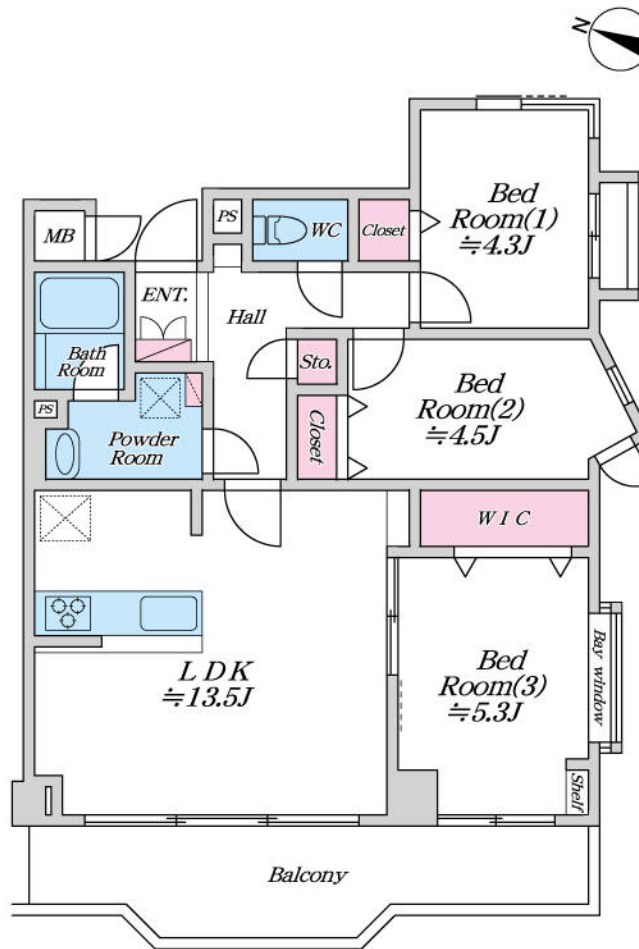 N
Bed
Room(1)
≒4.3J
PS
WC
Closet
MB
ENT.
Hall
Bath
Room
Sto.
Bed
Room(2)
≒4.5J
PS
Powder
Room
Closet
WIC
LDK
≒13.5J
Bed
Room(3)
≒5.3J
Bay window
Shelf
Balcony